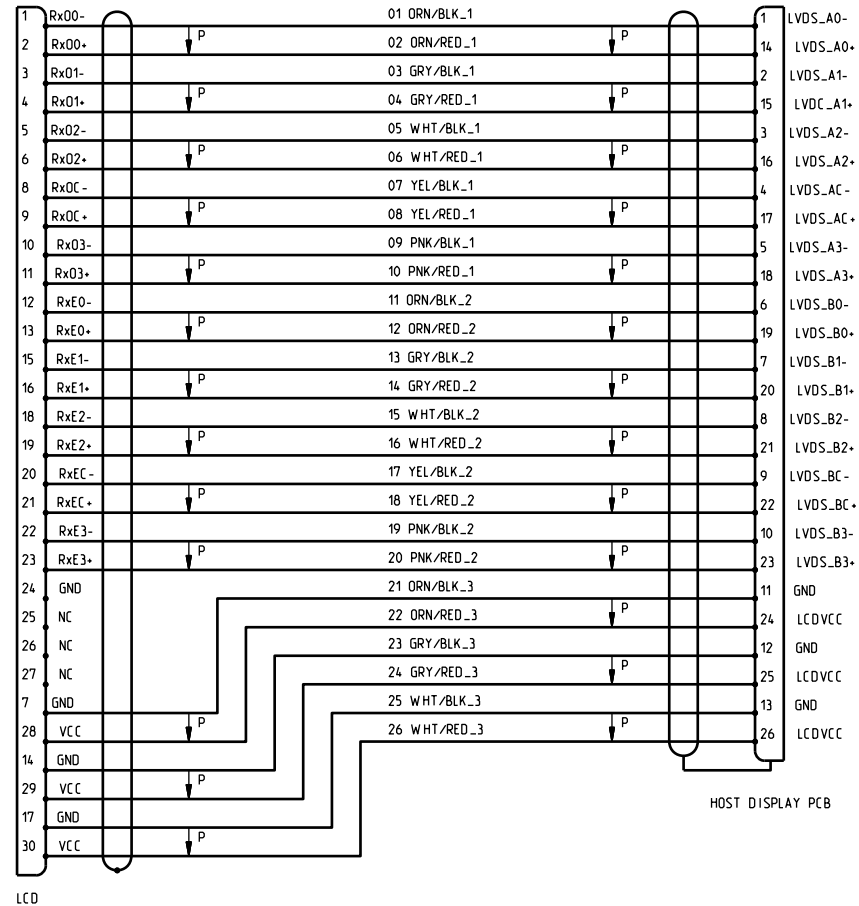 1 Rx00- 01 ORN/BLK_1 1 LVDS_A0-
P P
2 Rx00+ 02 ORN/RED_1 14 LVDS_A0+
3 Rx01- 03 GRY/BLK_1 2 LVDS_A1-
P P
4 Rx01+ 04 GRY/RED_1 15 LVDC_A1+
5 Rx02- 05 WHT/BLK_1 3 LVDS_A2-
P P
6 Rx02+ 06 WHT/RED_1 16 LVDS_A2+
8 Rx0C- 07 YEL/BLK_1 4 LVDS_AC-
P P
9 Rx0C+ 08 YEL/RED_1 17 LVDS_AC+
10 Rx03- 09 PNK/BLK_1 5 LVDS_A3-
P P
11 Rx03+ 10 PNK/RED_1 18 LVDS_A3+
12 RxE0- 11 ORN/BLK_2 6 LVDS_B0-
P P
13 RxE0+ 12 ORN/RED_2 19 LVDS_B0+
15 RxE1- 13 GRY/BLK_2 7 LVDS_B1-
P P
16 RxE1+ 14 GRY/RED_2 20 LVDS_B1+
18 RxE2- 15 WHT/BLK_2 8 LVDS_B2-
P P
19 RxE2+ 16 WHT/RED_2 21 LVDS_B2+
20 RxEC- 17 YEL/BLK_2 9 LVDS_BC-
P P
21 RxEC+ 18 YEL/RED_2 22 LVDS_BC+
22 RxE3- 19 PNK/BLK_2 10 LVDS_B3-
P P
23 RxE3+ 20 PNK/RED_2 23 LVDS_B3+
24 GND 21 ORN/BLK_3 11 GND
P
25 NC 22 ORN/RED_3 24 LCDVCC
26 NC 23 GRY/BLK_3 12 GND
P
27 NC 24 GRY/RED_3 25 LCDVCC
7 GND 25 WHT/BLK_3 13 GND
P P
28 VCC 26 WHT/RED_3 26 LCDVCC
14 GND
P
29 VCC
HOST DISPLAY PCB
17 GND
P
30 VCC
LCD